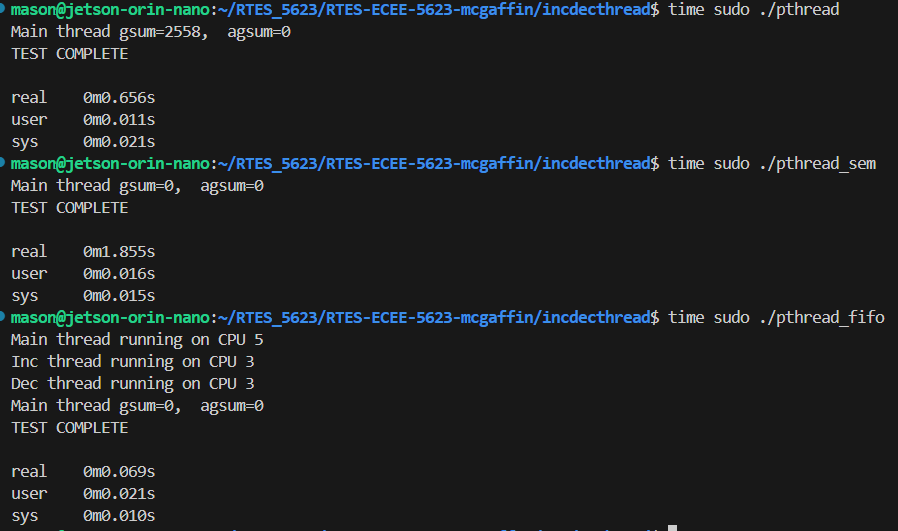 mason@jetson-orin-nano:~/RTES_5623/RTES-ECEE-5623-mcgaffin/incdecthread$ time sudo ./pthread
Main thread gsum=2558,  agsum=0
TEST COMPLETE
real    0m0.656s
user    0m0.011s
sys     0m0.021s
mason@jetson-orin-nano:~/RTES_5623/RTES-ECEE-5623-mcgaffin/incdecthread$ time sudo ./pthread_sem
Main thread gsum=0,  agsum=0
TEST COMPLETE
real    0m1.855s
user    0m0.016s
sys     0m0.015s
mason@jetson-orin-nano:~/RTES_5623/RTES-ECEE-5623-mcgaffin/incdecthread$ time sudo ./pthread_fifo
Main thread running on CPU 5
Inc thread running on CPU 3
Dec thread running on CPU 3
Main thread gsum=0,  agsum=0
TEST COMPLETE
real    0m0.069s
user    0m0.021s
sys     0m0.010s